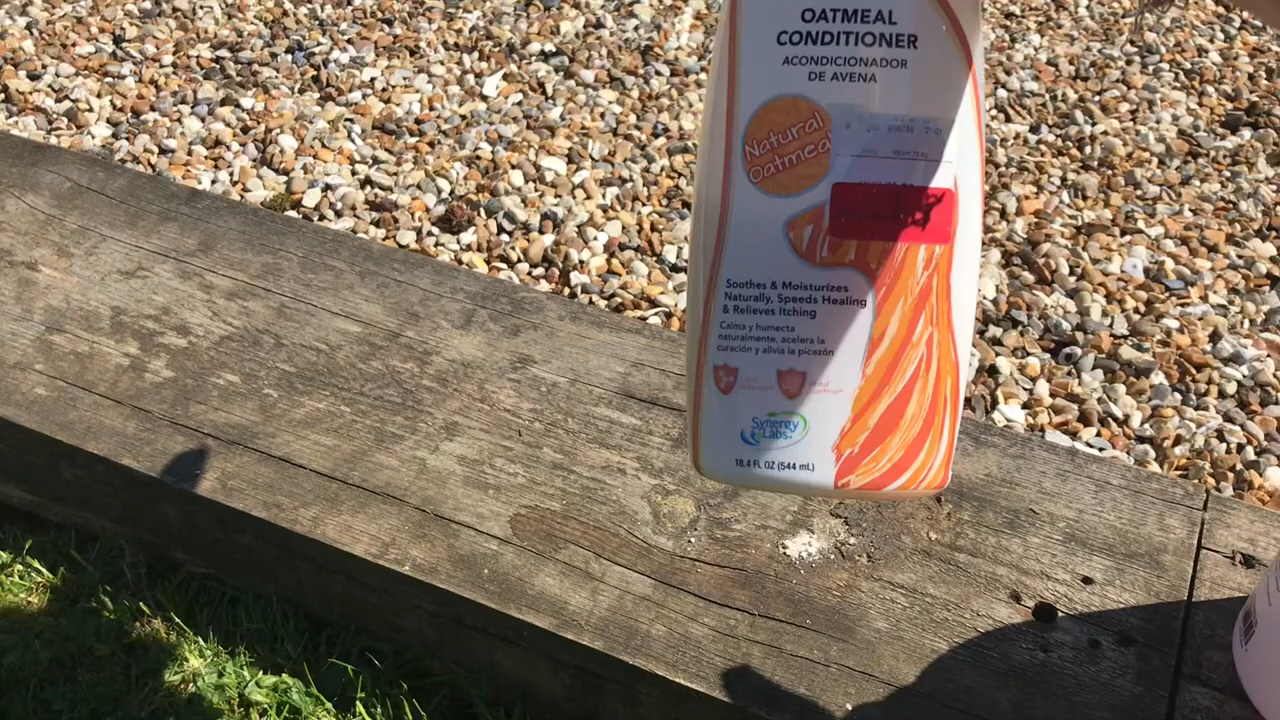 OATMEAL
CONDITIONER
ACONDICIONADOR
DE AVENA
Natural
Oatmeal
Soothes & Moisturizes
Naturally, Speeds Healing
& Relieves Itching
Calma y humecta
naturalmente, acelera la
curación y alivia la picazón
Synergy
Labs
18.4 FL OZ (544 mL)